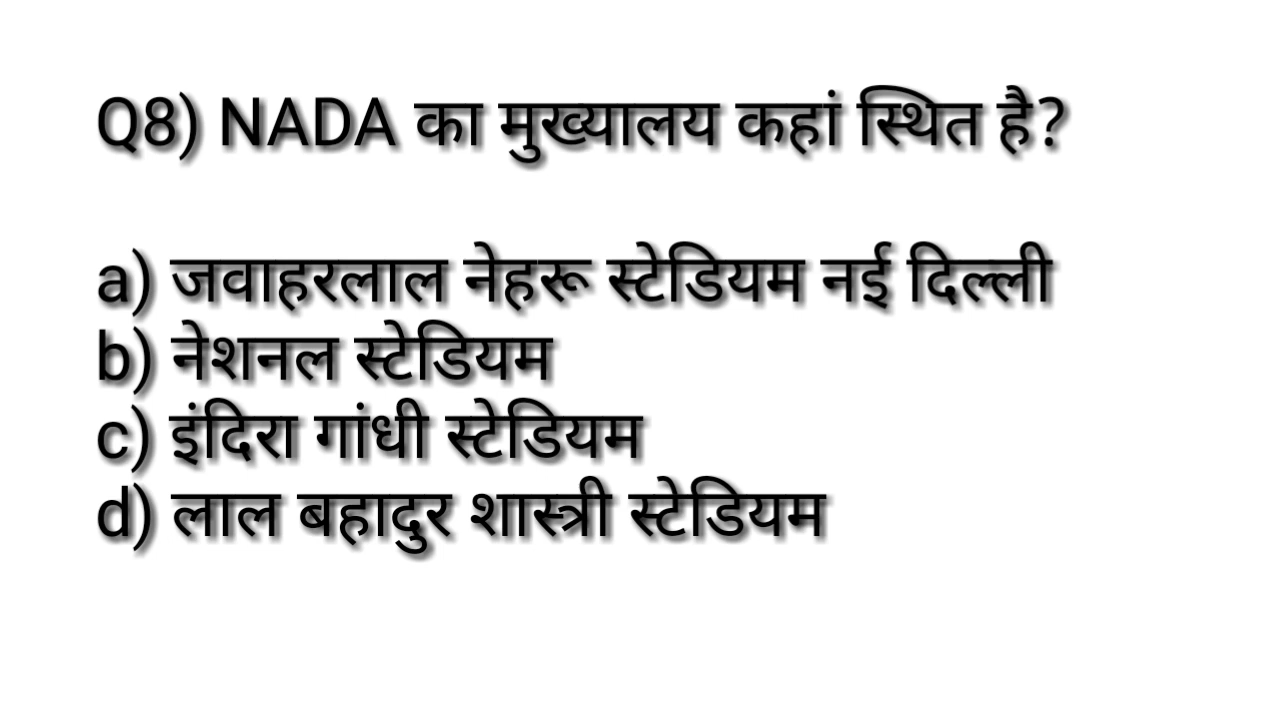 Q8) NADA का मुख्यालय कहां स्थित है?
a) जवाहरलाल नेहरू स्टेडियम नई दिल्ली
b) नेशनल स्टेडियम
c) इंदिरा गांधी स्टेडियम
d) लाल बहादुर शास्त्री स्टेडियम